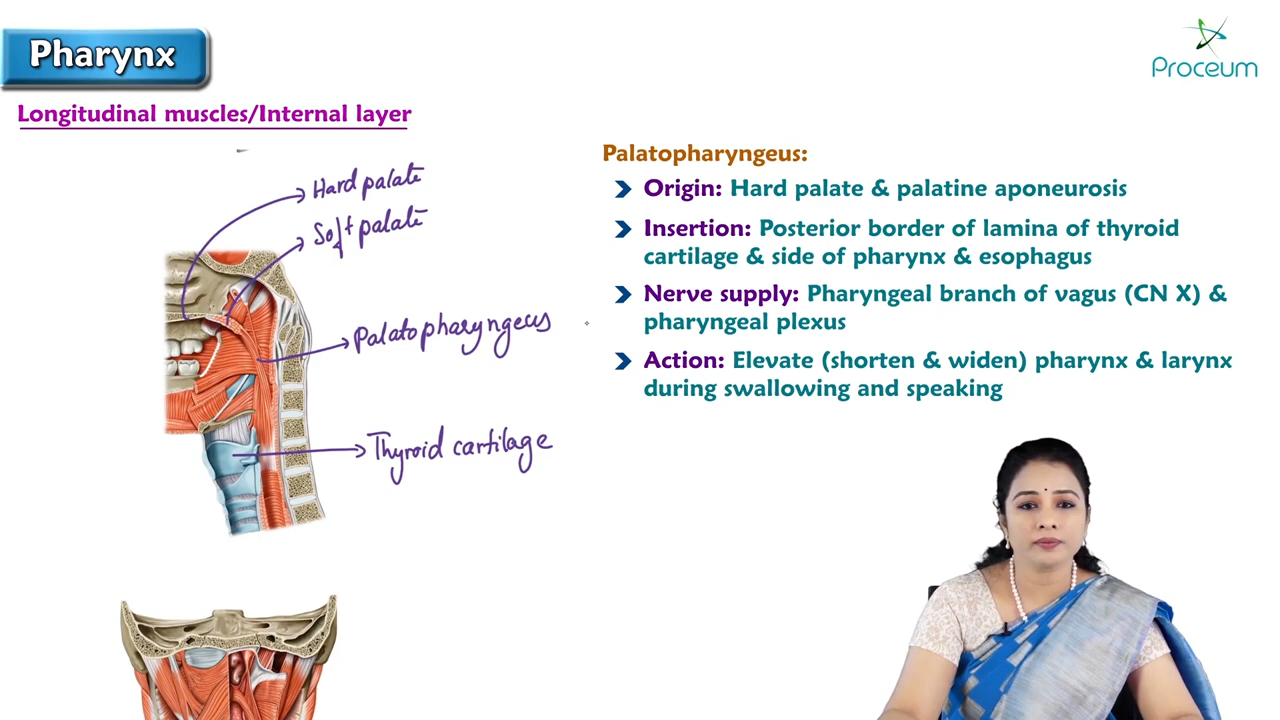 Pharynx
Proceum
Longitudinal muscles/Internal layer
Hard palate
Soft palate
Palatopharyngeus
Thyroid cartilage
Palatopharyngeus:
Origin: Hard palate & palatine aponeurosis
Insertion: Posterior border of lamina of thyroid
cartilage & side of pharynx & esophagus
Nerve supply: Pharyngeal branch of vagus (CN X) &
pharyngeal plexus
Action: Elevate (shorten & widen) pharynx & larynx
during swallowing and speaking